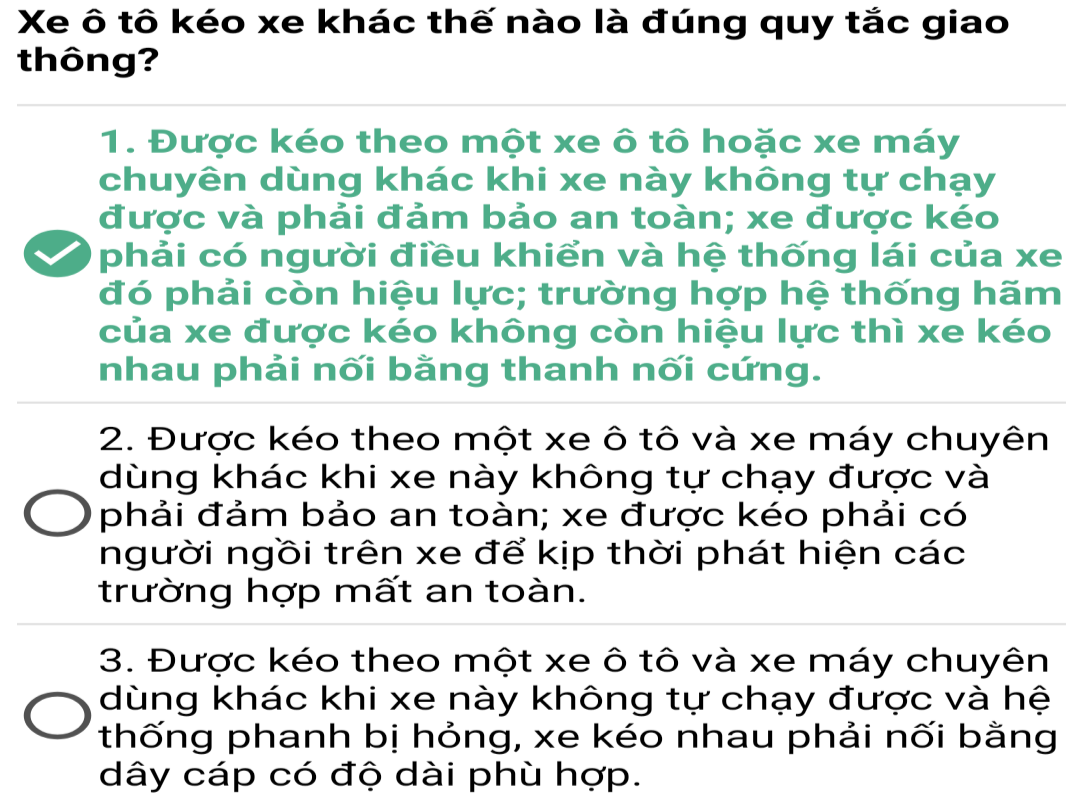 Xe ô tô kéo xe khác thế nào là đúng quy tắc giao
thông?
1. Được kéo theo một xe ô tô hoặc xe máy
chuyên dùng khác khi xe này không tự chạy
được và phải đảm bảo an toàn; xe được kéo
phải có người điều khiển và hệ thống lái của xe
đó phải còn hiệu lực; trường hợp hệ thống hãm
của xe được kéo không còn hiệu lực thì xe kéo
nhau phải nối bằng thanh nối cứng.
2. Được kéo theo một xe ô tô và xe máy chuyên
dùng khác khi xe này không tự chạy được và
phải đảm bảo an toàn; xe được kéo phải có
người ngồi trên xe để kịp thời phát hiện các
trường hợp mất an toàn.
3. Được kéo theo một xe ô tô và xe máy chuyên
dùng khác khi xe này không tự chạy được và hệ
thống phanh bị hỏng, xe kéo nhau phải nối bằng
dây cáp có độ dài phù hợp.